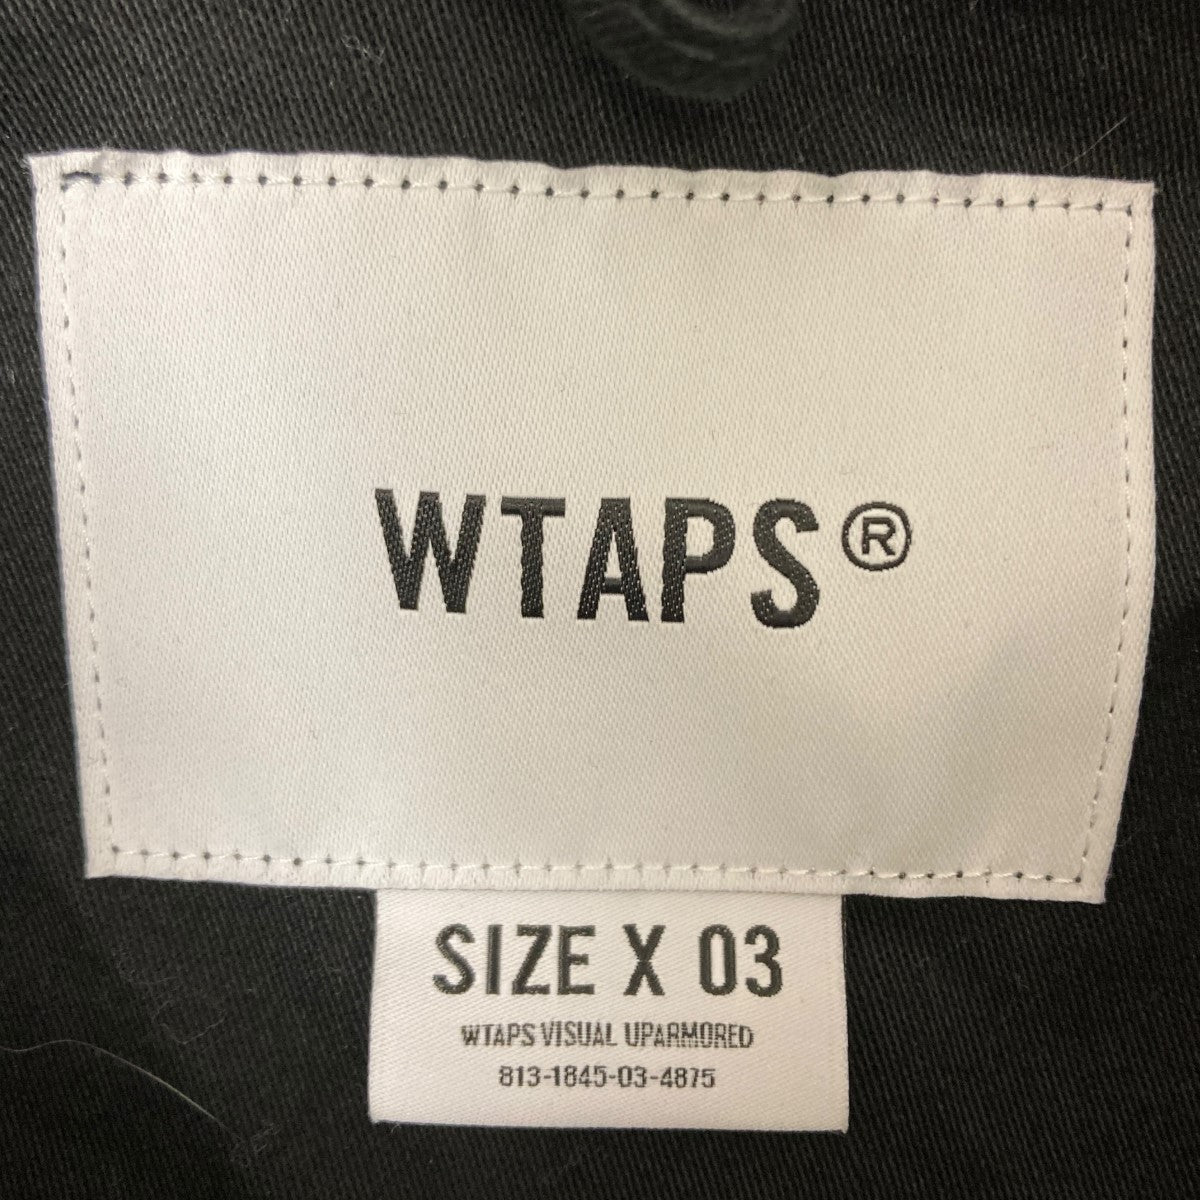 WTAPS®
SIZE X 03
WTAPS VISUAL UPARMORED
813-1845-03-4875